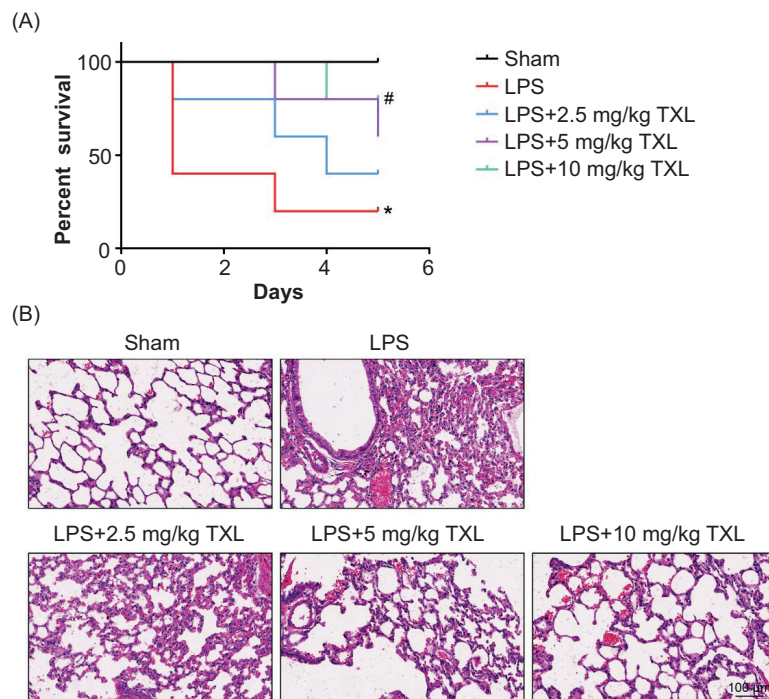 (A)
Percent survival
100
50
0
0 2 4 6
Days
#
*
Sham
LPS
LPS+2.5 mg/kg TXL
LPS+5 mg/kg TXL
LPS+10 mg/kg TXL
(B)
Sham LPS
LPS+2.5 mg/kg TXL LPS+5 mg/kg TXL LPS+10 mg/kg TXL
100 μm